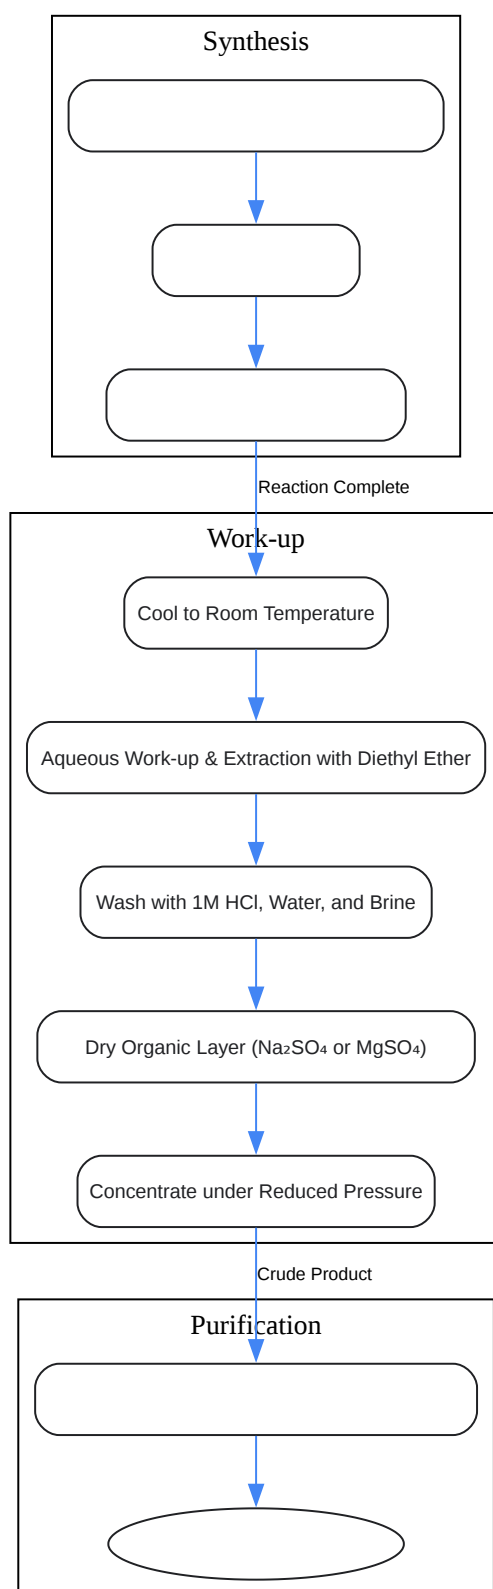 Synthesis
Reaction Complete
Work-up
Cool to Room Temperature
Aqueous Work-up & Extraction with Diethyl Ether
Wash with 1M HCl, Water, and Brine
Dry Organic Layer (Na₂SO₄ or MgSO₄)
Concentrate under Reduced Pressure
Crude Product
Purification